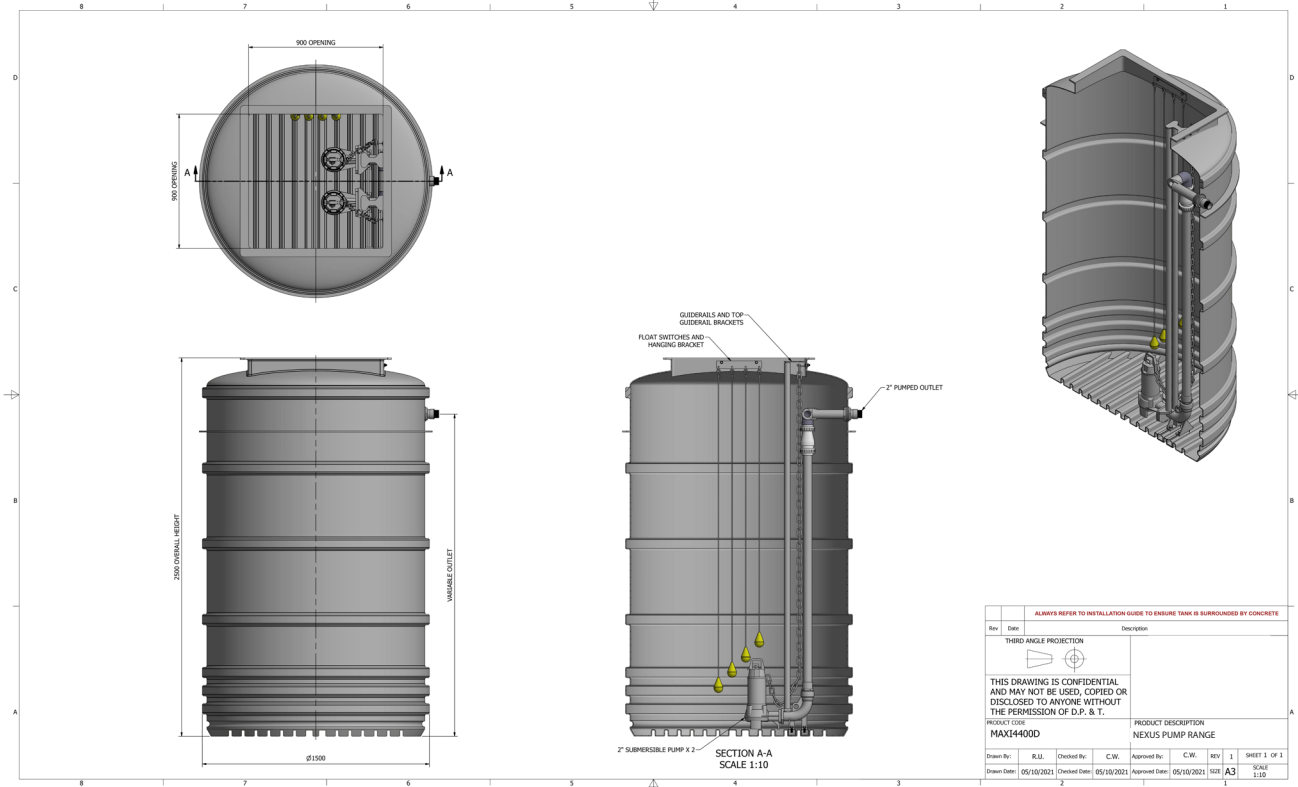 8 7 6 5 4 3 2 1
D D
C C
B B
A A
900 OPENING
900 OPENING
A A
GUIDERAILS AND TOP
GUIDERAIL BRACKETS
FLOAT SWITCHES AND
HANGING BRACKET
2" PUMPED OUTLET
2500 OVERALL HEIGHT
VARIABLE OUTLET
Ø1500
2" SUBMERSIBLE PUMP X 2
SECTION A-A
SCALE 1:10
ALWAYS REFER TO INSTALLATION GUIDE TO ENSURE TANK IS SURROUNDED BY CONCRETE
Rev Date Description
THIRD ANGLE PROJECTION
THIS DRAWING IS CONFIDENTIAL
AND MAY NOT BE USED, COPIED OR
DISCLOSED TO ANYONE WITHOUT
THE PERMISSION OF D.P. & T.
PRODUCT CODE PRODUCT DESCRIPTION
MAXI4400D NEXUS PUMP RANGE
Drawn By: R.U. Checked By: C.W. Approved By: C.W. REV 1 SHEET 1 OF 1
Drawn Date: 05/10/2021 Checked Date: 05/10/2021 Approved Date: 05/10/2021 SIZE A3 SCALE
1:10
8 7 6 5 4 3 2 1